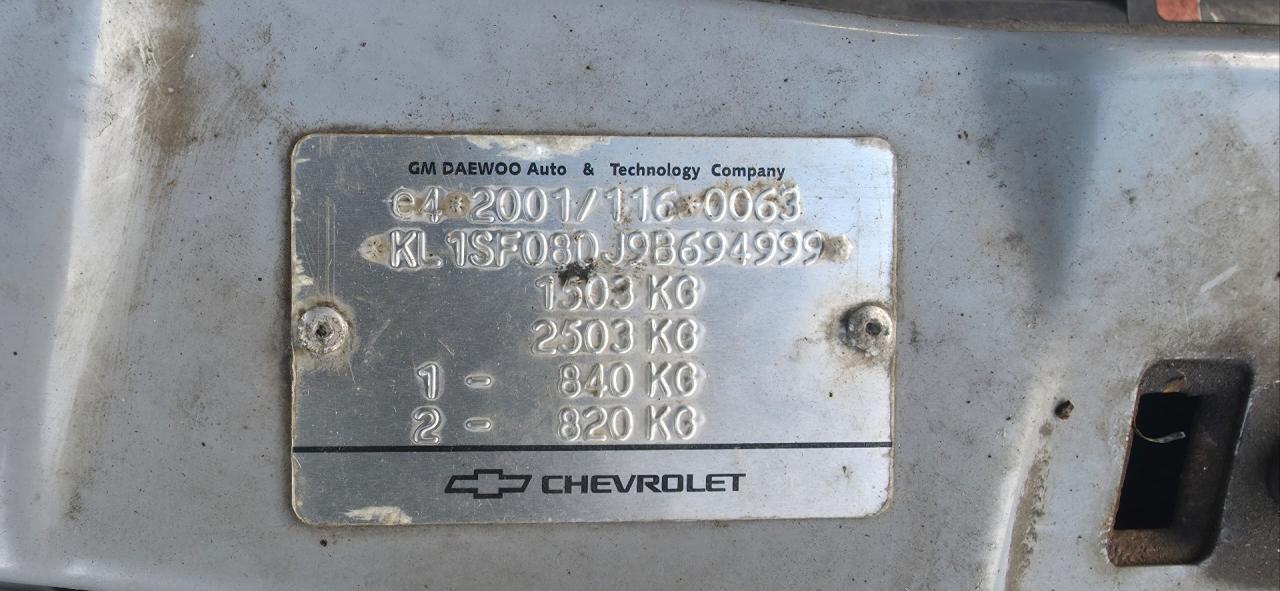 GM DAEWOO Auto & Technology Company
e4*2001/116*0063
*KL1SF08DJ9B694999*
1503 KG
2503 KG
1 - 840 KG
2 - 820 KG
CHEVROLET